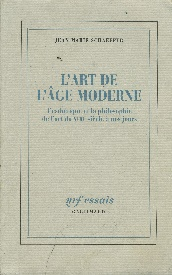 JEAN-MARIE SCHAEFFER
L'ART DE
L'ÂGE MODERNE
L'esthétique et la philosophie
de l'art du XVIIIe siècle à nos jours
nrf essais
GALLIMARD